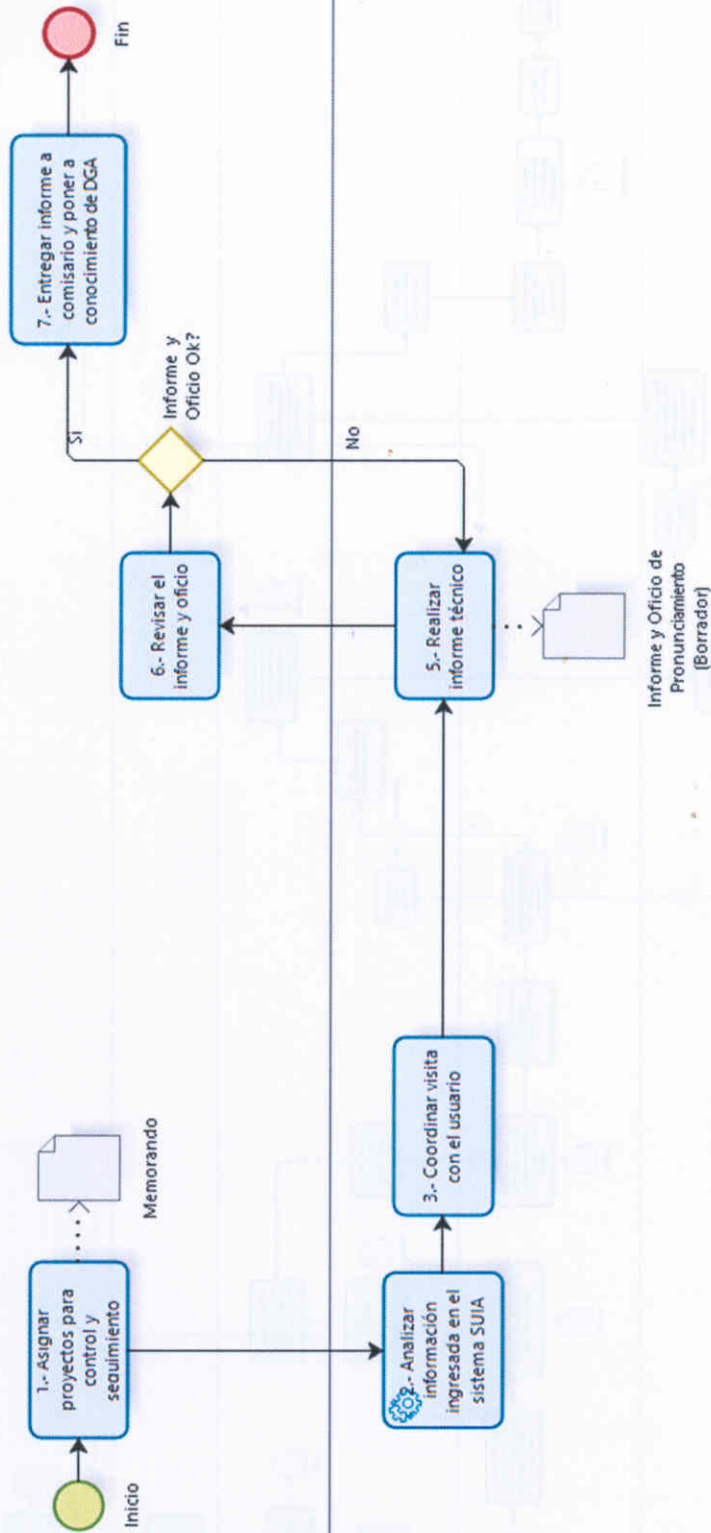 Inicio
1.- Asignar
proyectos para
control y
seguimiento
Memorando
2.- Analizar
información
ingresada en el
sistema SUIA
3.- Coordinar visita
con el usuario
5.- Realizar
informe técnico
Informe y Oficio de
Pronunciamiento
(Borrador)
6.- Revisar el
informe y oficio
Informe y
Oficio Ok?
Si
No
7.- Entregar informe a
comisario y poner a
conocimiento de DGA
Fin